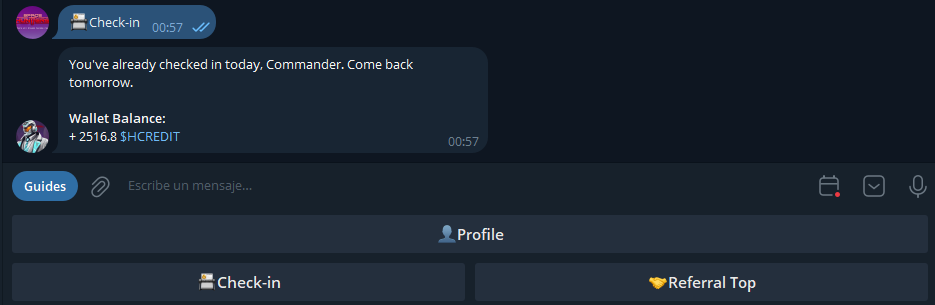 📇Check-in 00:57
You've already checked in today, Commander. Come back
tomorrow.
Wallet Balance:
+ 2516.8 $HCREDIT
00:57
Guides
Escribe un mensaje...
👤Profile
📇Check-in
🤝Referral Top